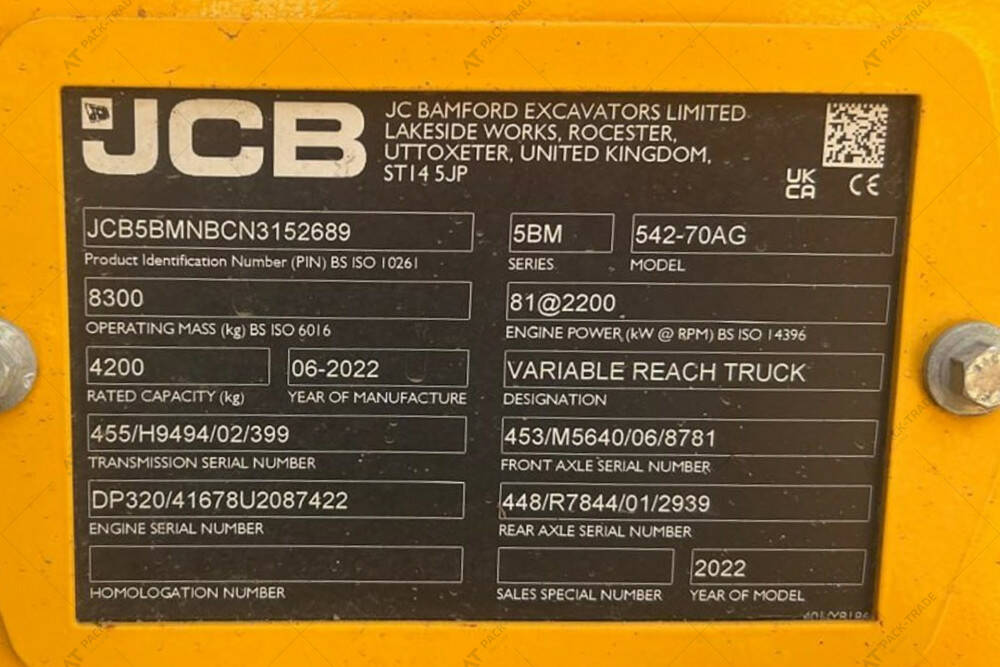 JCB
JC BAMFORD EXCAVATORS LIMITED
LAKESIDE WORKS, ROCESTER,
UTTOXETER, UNITED KINGDOM,
ST14 5JP
UK
CA CE
JCB5BMNBCN3152689
Product Identification Number (PIN) BS ISO 10261
5BM
SERIES
542-70AG
MODEL
8300
OPERATING MASS (kg) BS ISO 6016
81@2200
ENGINE POWER (kW @ RPM) BS ISO 14396
4200
RATED CAPACITY (kg)
06-2022
YEAR OF MANUFACTURE
VARIABLE REACH TRUCK
DESIGNATION
455/H9494/02/399
TRANSMISSION SERIAL NUMBER
453/M5640/06/8781
FRONT AXLE SERIAL NUMBER
DP320/41678U2087422
ENGINE SERIAL NUMBER
448/R7844/01/2939
REAR AXLE SERIAL NUMBER
HOMOLOGATION NUMBER
SALES SPECIAL NUMBER
2022
YEAR OF MODEL
AT PACK-TRADE